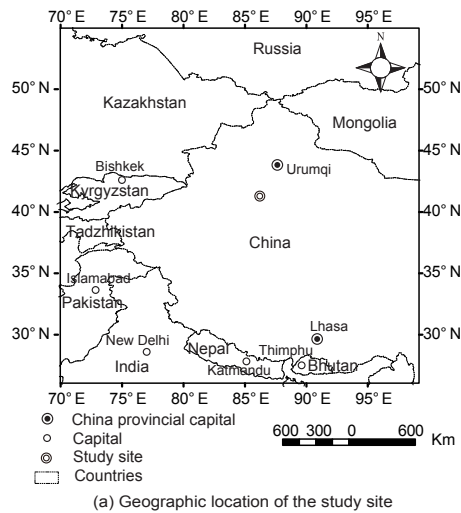 70° E 75° E 80° E 85° E 90° E 95° E
N
Russia
50° N 50° N
Kazakhstan
Mongolia
45° N 45° N
Bishkek
Urumqi
Kyrgyzstan
40° N 40° N
Tadzhikistan
China
35° N 35° N
Islamabad
Pakistan
Lhasa
30° N 30° N
New Delhi
Nepal
Thimphu
India
Katmandu
Bhutan
70° E 75° E 80° E 85° E 90° E 95° E
China provincial capital
Capital
Study site
Countries
600 300 0 600 Km
(a) Geographic location of the study site